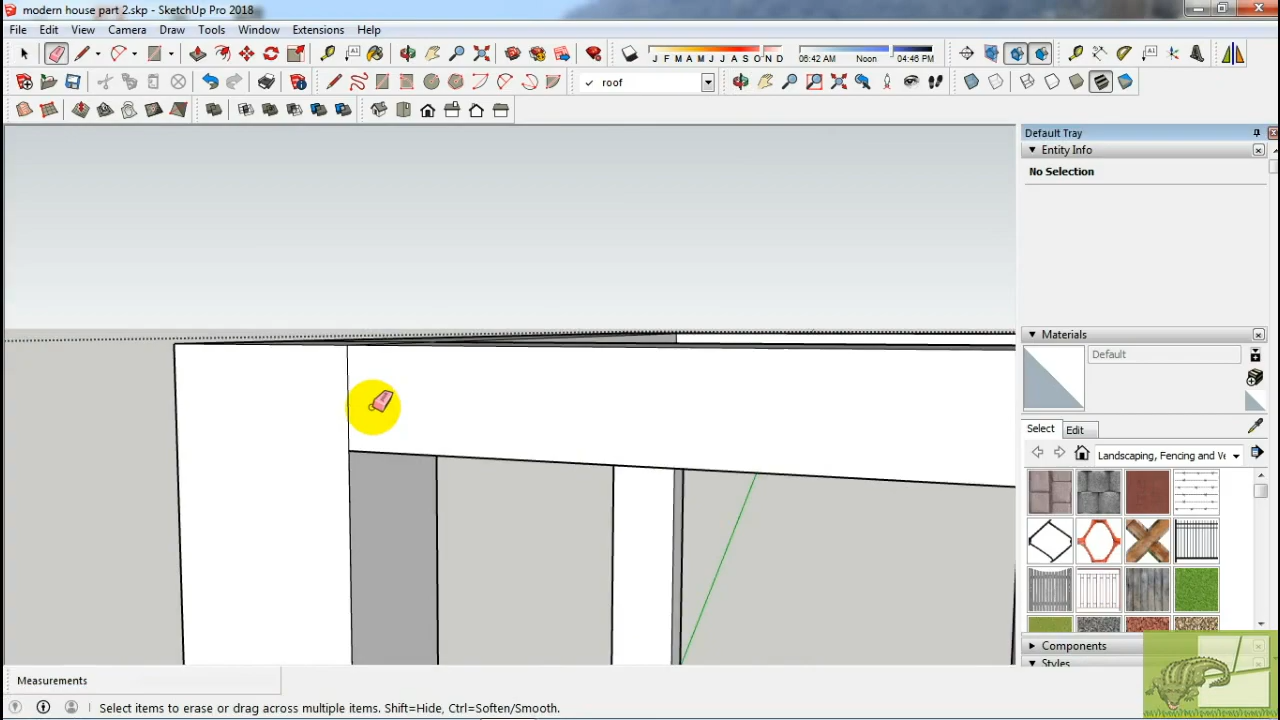 modern house part 2.skp - SketchUp Pro 2018
File Edit View Camera Draw Tools Window Extensions Help
J F M A M J J A S O N D 06:42 AM Noon 04:46 PM
✓ roof
Default Tray
Entity Info
No Selection
Materials
Default
Select Edit
Landscaping, Fencing and Ve
Components
Styles
Measurements
Select items to erase or drag across multiple items. Shift=Hide, Ctrl=Soften/Smooth.